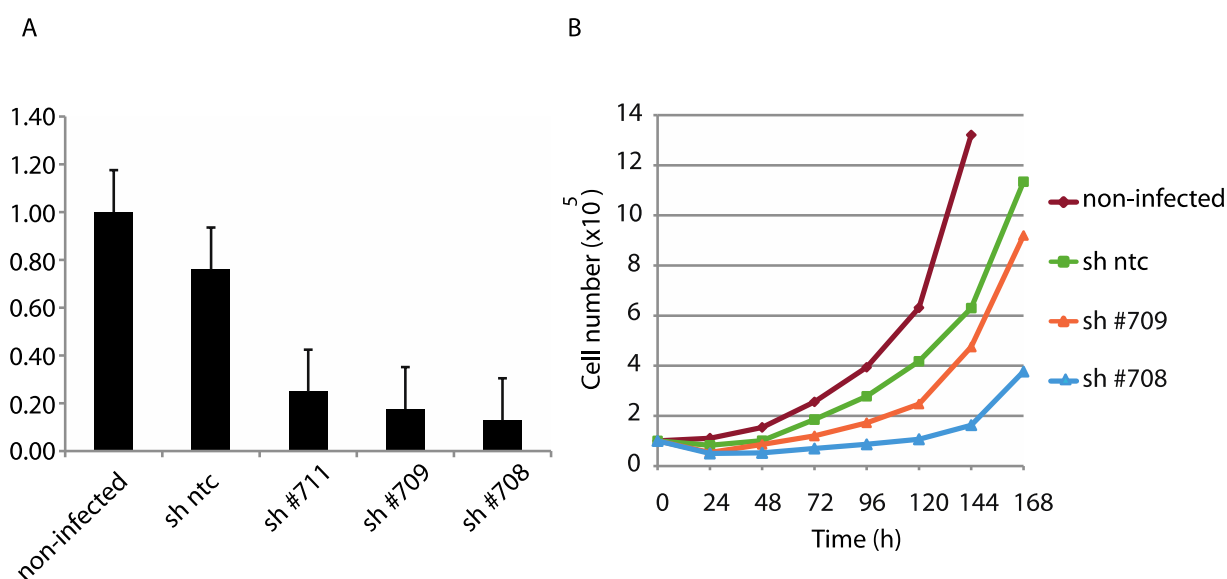 A
1.40
1.20
1.00
0.80
0.60
0.40
0.20
0.00
non-infected
sh ntc
sh #711
sh #709
sh #708
B
Cell number (x10⁵)
14
12
10
8
6
4
2
0
0 24 48 72 96 120 144 168
Time (h)
non-infected
sh ntc
sh #709
sh #708